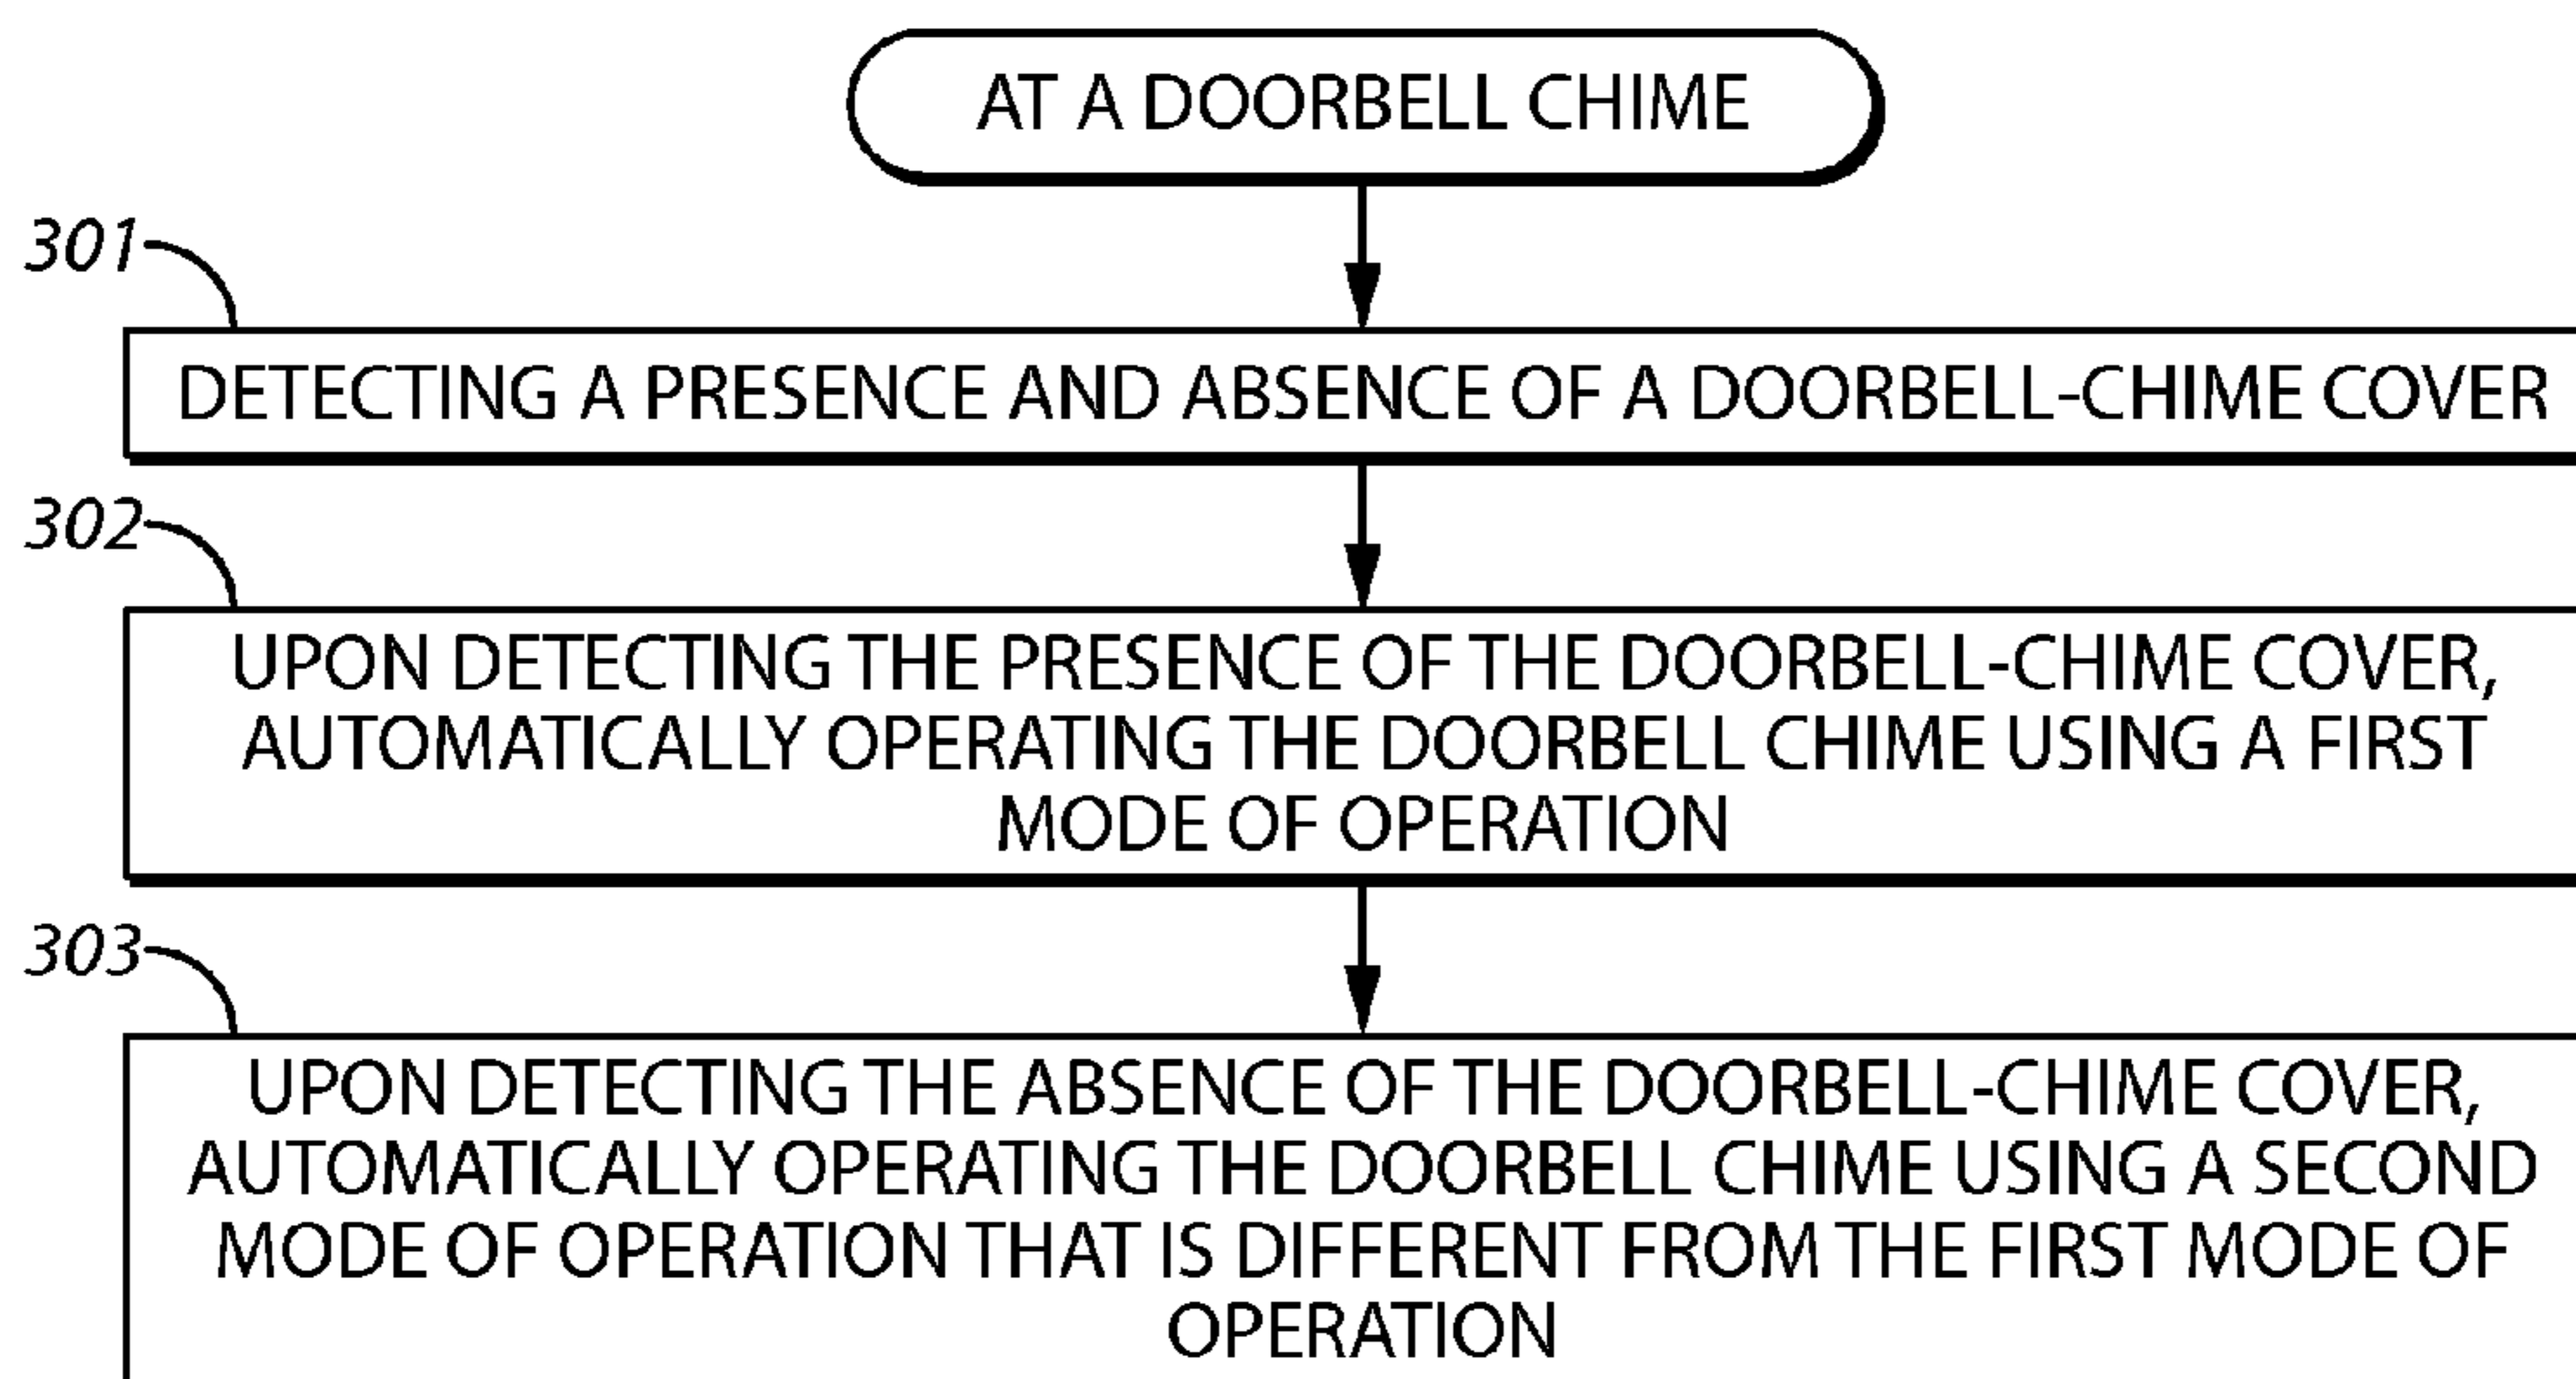 AT A DOORBELL CHIME
301
DETECTING A PRESENCE AND ABSENCE OF A DOORBELL-CHIME COVER
302
UPON DETECTING THE PRESENCE OF THE DOORBELL-CHIME COVER,
AUTOMATICALLY OPERATING THE DOORBELL CHIME USING A FIRST
MODE OF OPERATION
303
UPON DETECTING THE ABSENCE OF THE DOORBELL-CHIME COVER,
AUTOMATICALLY OPERATING THE DOORBELL CHIME USING A SECOND
MODE OF OPERATION THAT IS DIFFERENT FROM THE FIRST MODE OF
OPERATION